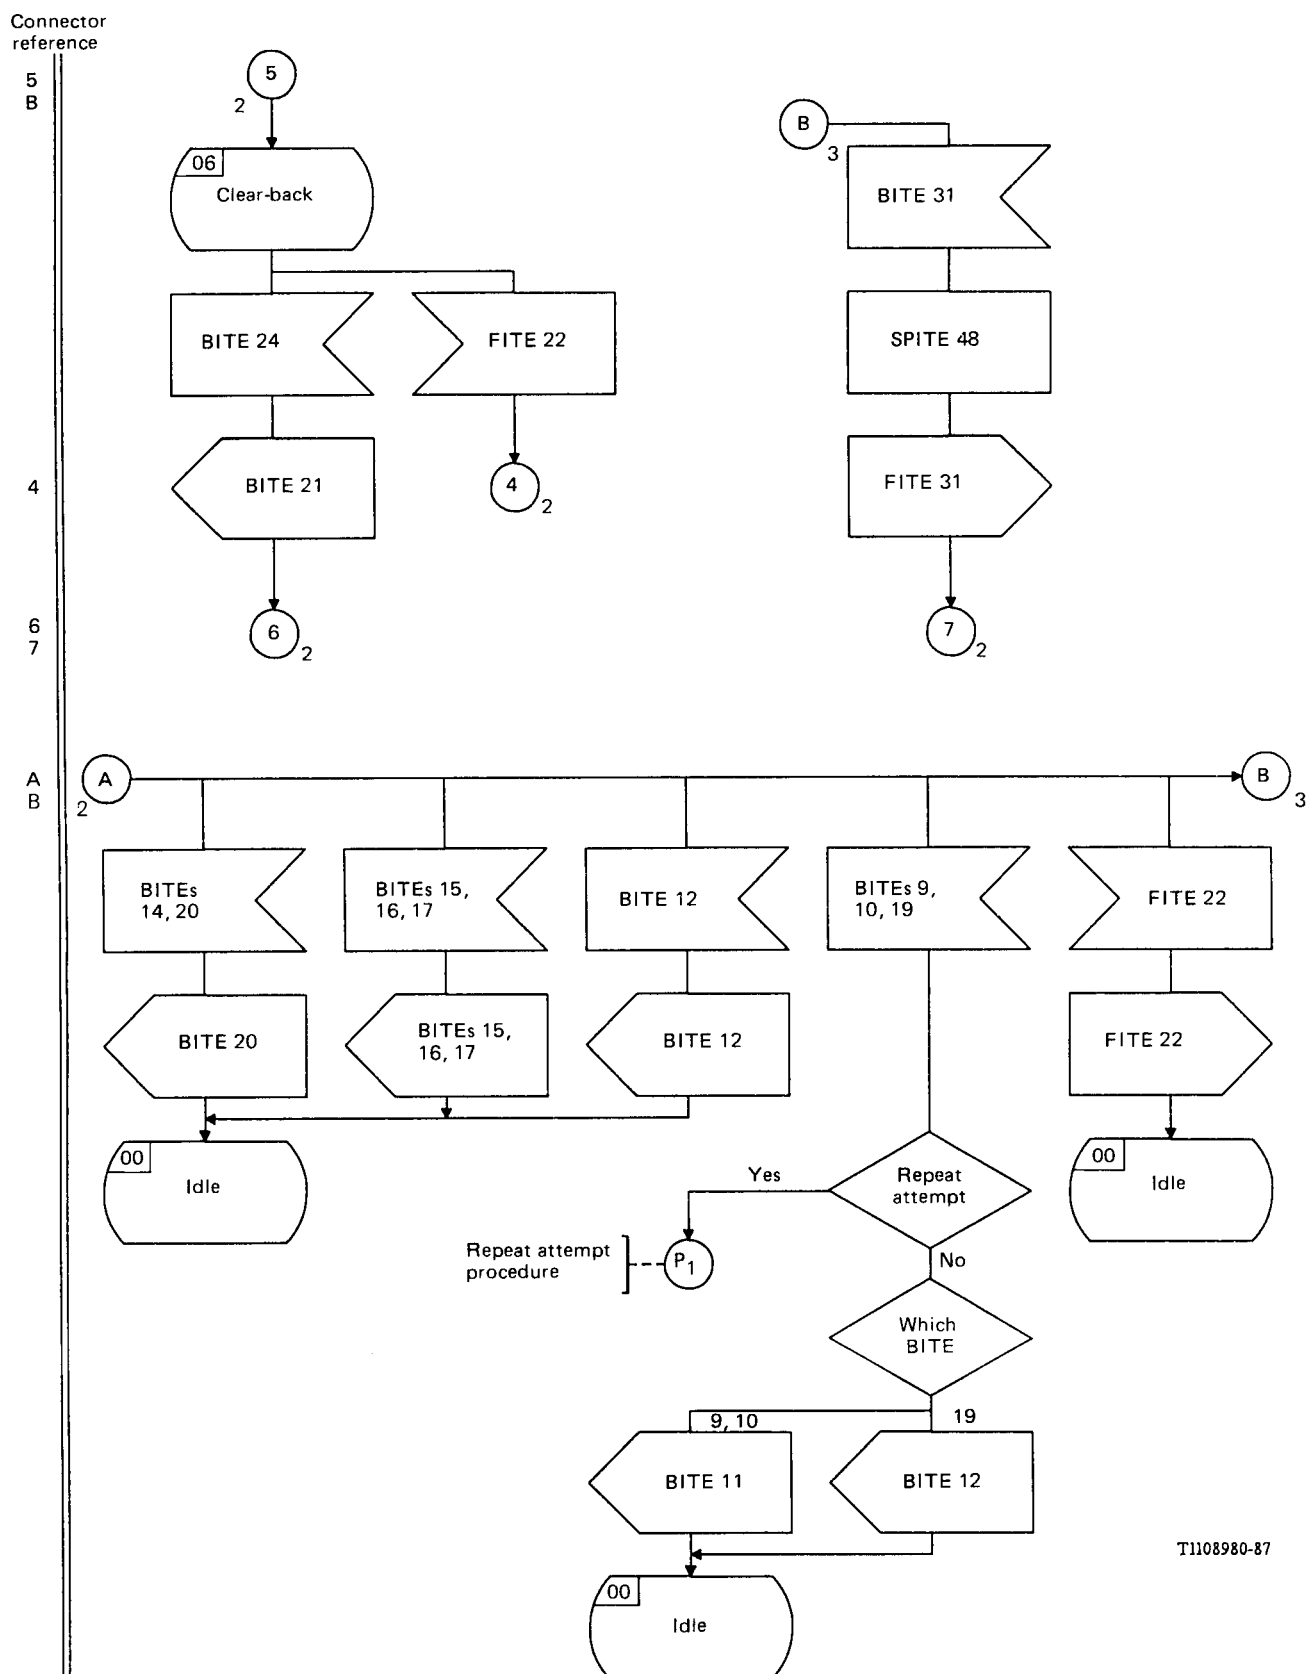 Connector
reference
5
B
5
2
06
Clear-back
B
3
BITE 31
BITE 24
FITE 22
SPITE 48
4
BITE 21
4
2
FITE 31
6
7
6
2
7
2
A
B
A
2
B
3
BITEs
14, 20
BITEs 15,
16, 17
BITE 12
BITEs 9,
10, 19
FITE 22
BITE 20
BITEs 15,
16, 17
BITE 12
FITE 22
00
Idle
Yes
Repeat
attempt
00
Idle
Repeat attempt
procedure
P1
No
Which
BITE
9, 10
19
BITE 11
BITE 12
T1108980-87
00
Idle